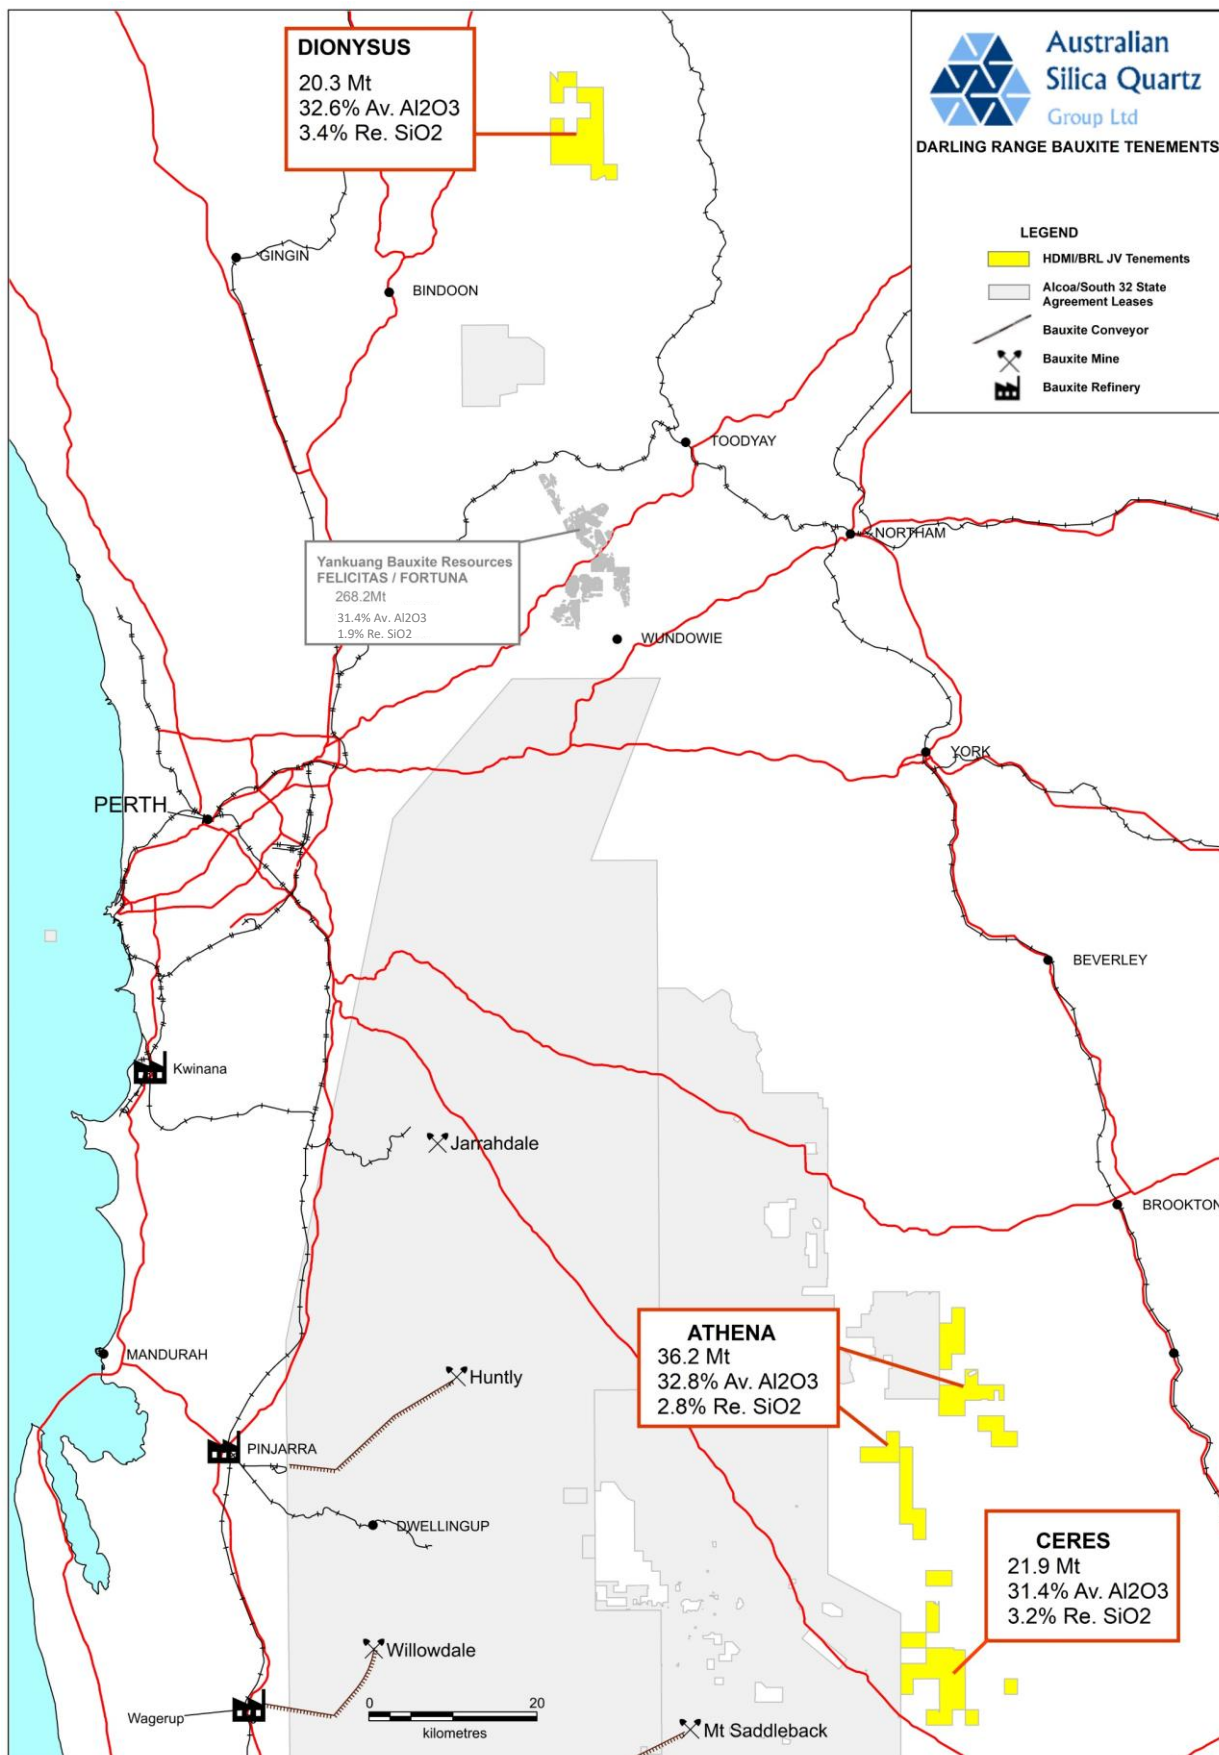 DIONYSUS
20.3 Mt
32.6% Av. Al2O3
3.4% Re. SiO2
Australian
Silica Quartz
Group Ltd
DARLING RANGE BAUXITE TENEMENTS
LEGEND
HDMI/BRL JV Tenements
Alcoa/South 32 State
Agreement Leases
Bauxite Conveyor
Bauxite Mine
Bauxite Refinery
GINGIN
BINDOON
TOODYAY
NORTHAM
Yankuang Bauxite Resources
FELICITAS / FORTUNA
268.2Mt
31.4% Av. Al2O3
1.9% Re. SiO2
WUNDOWIE
YORK
PERTH
BEVERLEY
Kwinana
Jarrahdale
BROOKTON
ATHENA
36.2 Mt
32.8% Av. Al2O3
2.8% Re. SiO2
MANDURAH
Huntly
PINJARRA
DWELLINGUP
CERES
21.9 Mt
31.4% Av. Al2O3
3.2% Re. SiO2
Willowdale
Wagerup
0 20
kilometres
Mt Saddleback